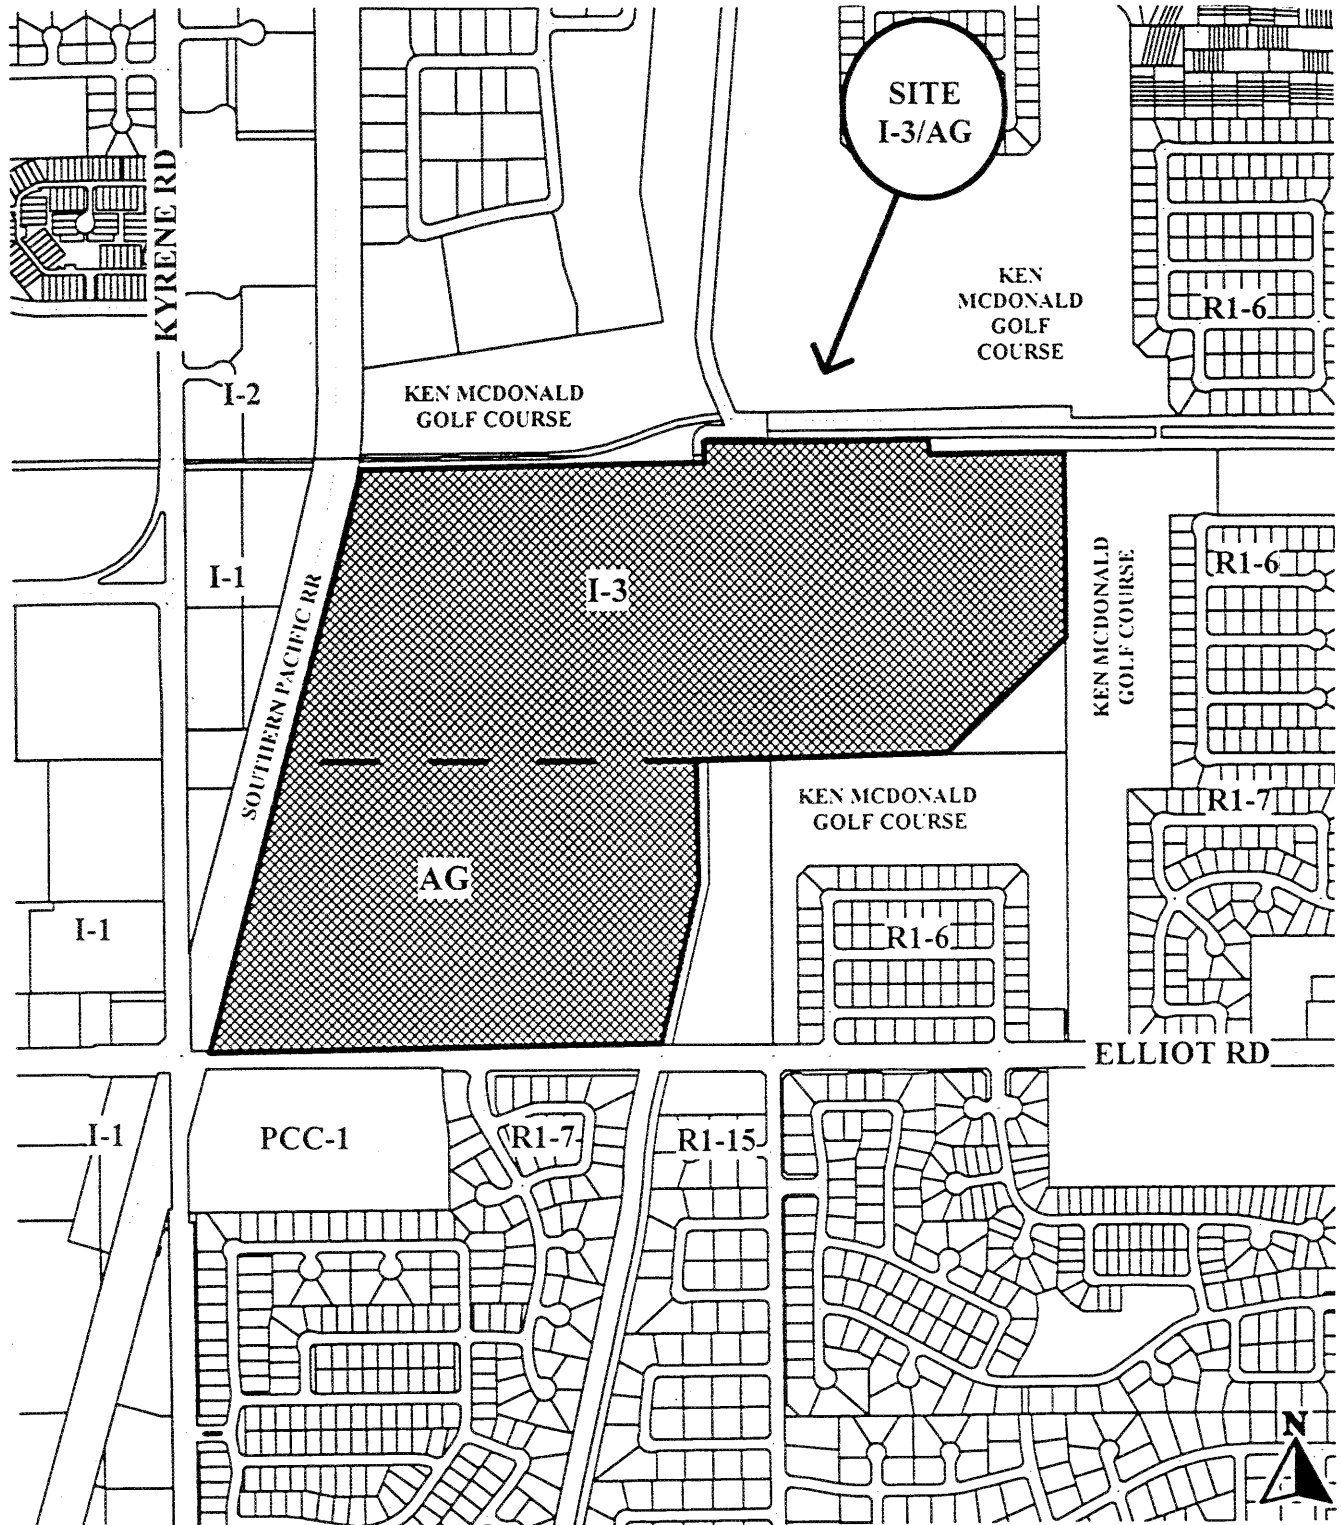 SITE
I-3/AG
KYRENE RD
KEN
MCDONALD
GOLF
COURSE
R1-6
I-2
KEN MCDONALD
GOLF COURSE
I-1
SOUTHERN PACIFIC RR
I-3
KEN MCDONALD
GOLF COURSE
R1-6
KEN MCDONALD
GOLF COURSE
R1-7
AG
I-1
R1-6
ELLIOT RD
I-1
PCC-1
R1-7
R1-15
N